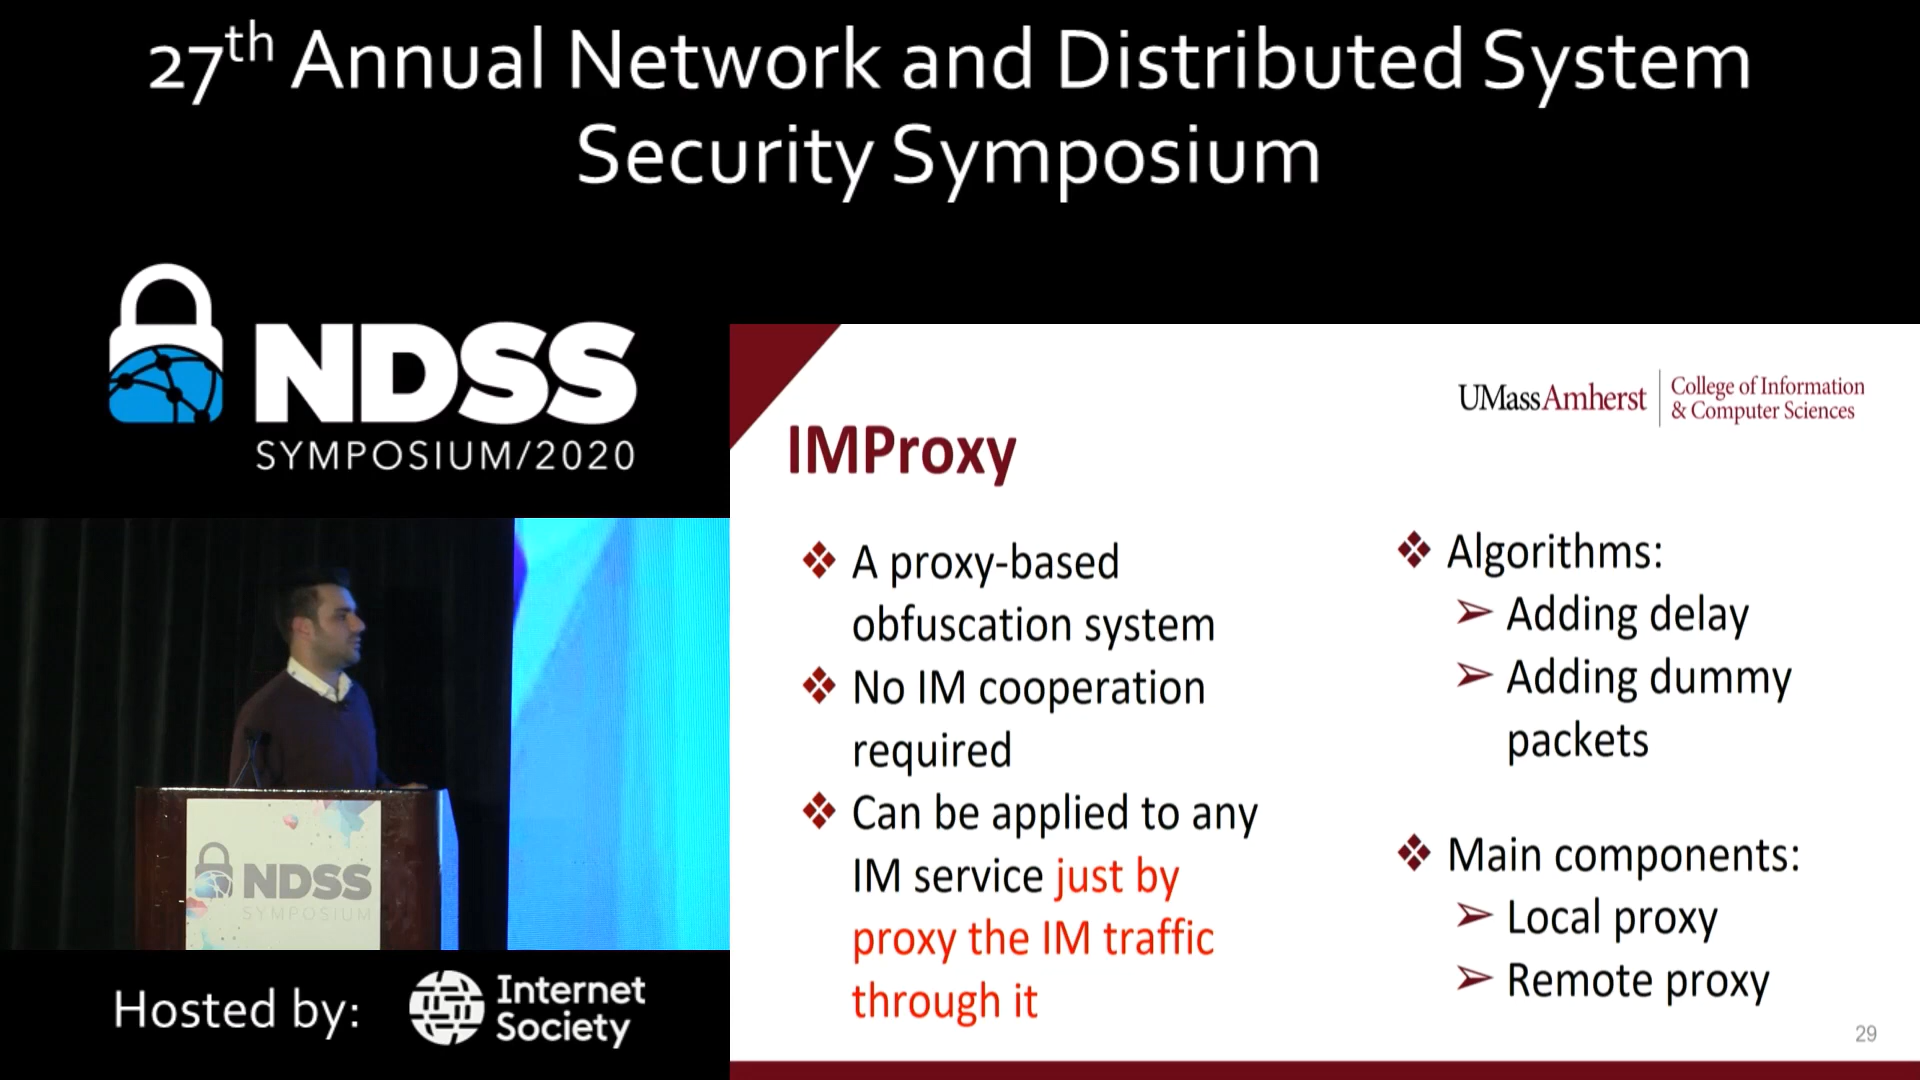 27th Annual Network and Distributed System
Security Symposium
NDSS
SYMPOSIUM/2020
UMassAmherst
College of Information
& Computer Sciences
IMProxy
❖ A proxy-based
obfuscation system
❖ No IM cooperation
required
❖ Can be applied to any
IM service just by
proxy the IM traffic
through it
❖ Algorithms:
➢ Adding delay
➢ Adding dummy
packets
❖ Main components:
➢ Local proxy
➢ Remote proxy
29
NDSS
SYMPOSIUM
Hosted by:
Internet
Society